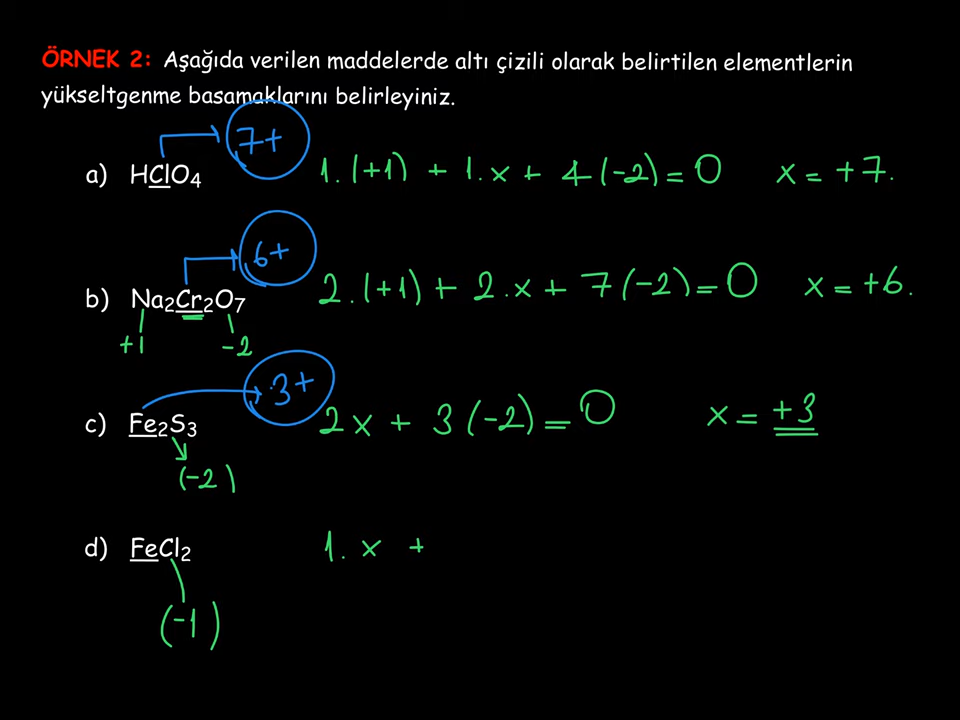 ÖRNEK 2: Aşağıda verilen maddelerde altı çizili olarak belirtilen elementlerin
yükseltgenme basamaklarını belirleyiniz.
7+
a) HClO4 1.(+1) + 1.x + 4(-2) = 0 x = +7.
6+
b) Na2Cr2O7 2.(+1) + 2.x + 7(-2) = 0 x = +6.
+1 -2
3+
c) Fe2S3 2x + 3(-2) = 0 x = +3
(-2)
d) FeCl2 1. x +
(-1)